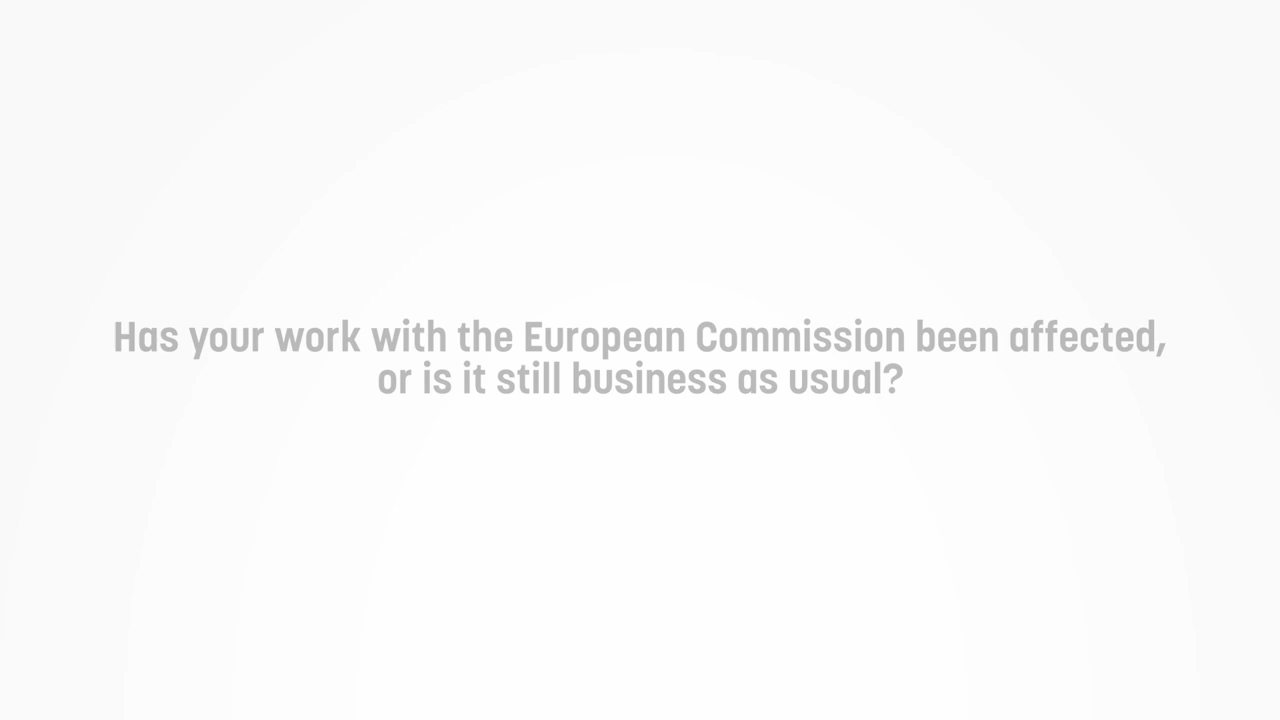 Has your work with the European Commission been affected,
or is it still business as usual?